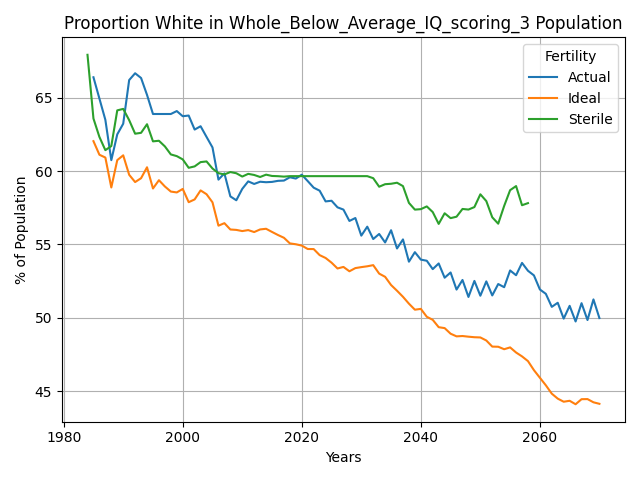 Proportion White in Whole_Below_Average_IQ_scoring_3 Population
Fertility
Actual
Ideal
Sterile
% of Population
65
60
55
50
45
1980
2000
2020
2040
2060
Years